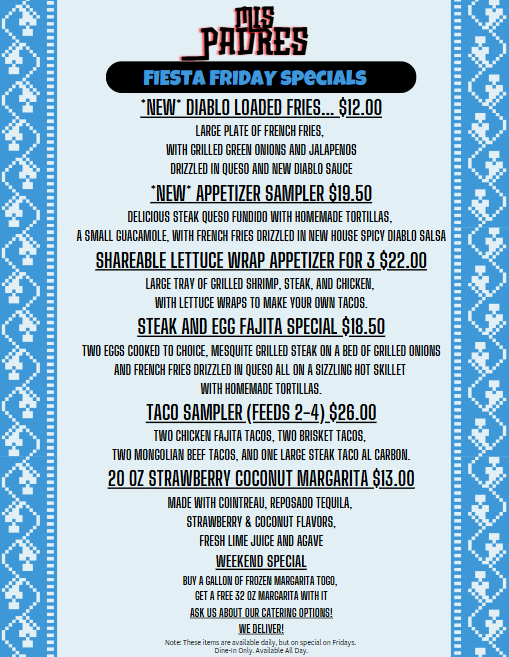 MIS
PADRES
FIESTA FRIDAY SPECIALS
*NEW* DIABLO LOADED FRIES... $12.00
LARGE PLATE OF FRENCH FRIES,
WITH GRILLED GREEN ONIONS AND JALAPENOS
DRIZZLED IN QUESO AND NEW DIABLO SAUCE
*NEW* APPETIZER SAMPLER $19.50
DELICIOUS STEAK QUESO FUNDIDO WITH HOMEMADE TORTILLAS,
A SMALL GUACAMOLE, WITH FRENCH FRIES DRIZZLED IN NEW HOUSE SPICY DIABLO SALSA
SHAREABLE LETTUCE WRAP APPETIZER FOR 3 $22.00
LARGE TRAY OF GRILLED SHRIMP, STEAK, AND CHICKEN,
WITH LETTUCE WRAPS TO MAKE YOUR OWN TACOS.
STEAK AND EGG FAJITA SPECIAL $18.50
TWO EGGS COOKED TO CHOICE, MESQUITE GRILLED STEAK ON A BED OF GRILLED ONIONS
AND FRENCH FRIES DRIZZLED IN QUESO ALL ON A SIZZLING HOT SKILLET
WITH HOMEMADE TORTILLAS.
TACO SAMPLER (FEEDS 2-4) $26.00
TWO CHICKEN FAJITA TACOS, TWO BRISKET TACOS,
TWO MONGOLIAN BEEF TACOS, AND ONE LARGE STEAK TACO AL CARBON.
20 OZ STRAWBERRY COCONUT MARGARITA $13.00
MADE WITH COINTREAU, REPOSADO TEQUILA,
STRAWBERRY & COCONUT FLAVORS,
FRESH LIME JUICE AND AGAVE
WEEKEND SPECIAL
BUY A GALLON OF FROZEN MARGARITA TOGO,
GET A FREE 32 OZ MARGARITA WITH IT
ASK US ABOUT OUR CATERING OPTIONS!
WE DELIVER!
Note: These items are available daily, but on special on Fridays.
Dine-In Only. Available All Day.